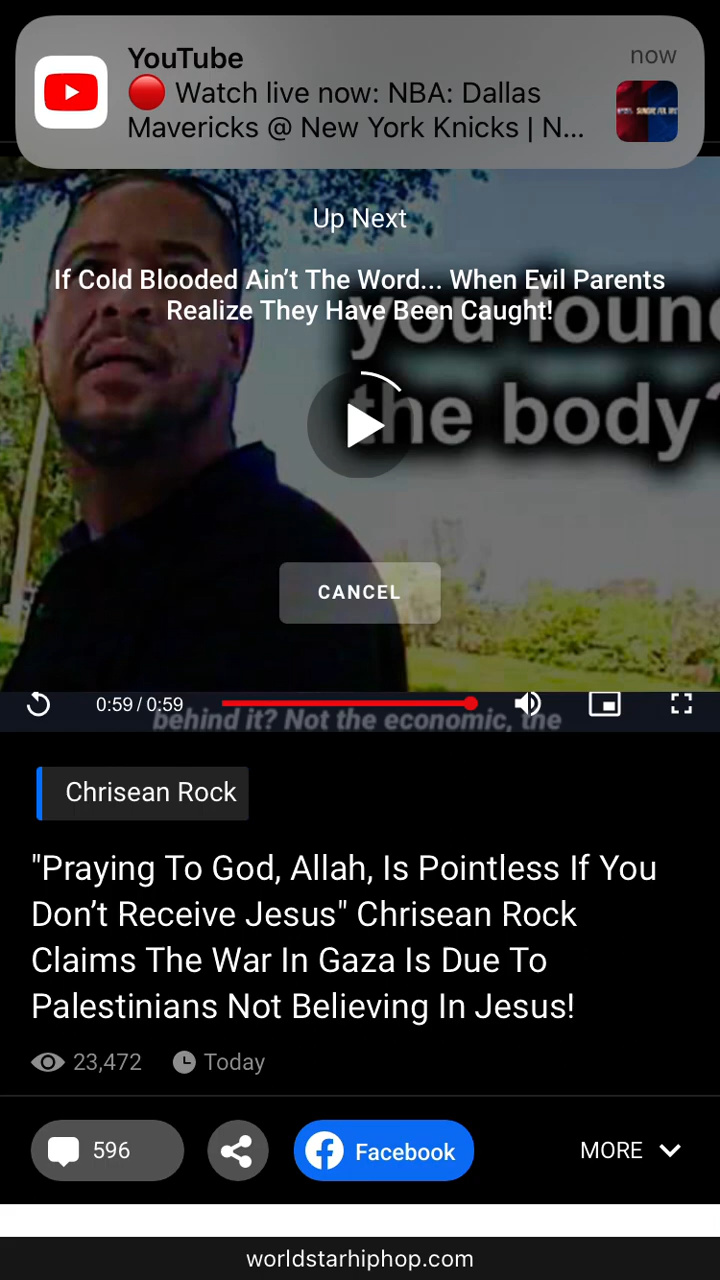 YouTube
now
🔴 Watch live now: NBA: Dallas
Mavericks @ New York Knicks | N...
Up Next
If Cold Blooded Ain’t The Word... When Evil Parents
Realize They Have Been Caught!
you foun
the body?
CANCEL
0:59 / 0:59
behind it? Not the economic, the
Chrisean Rock
"Praying To God, Allah, Is Pointless If You
Don’t Receive Jesus" Chrisean Rock
Claims The War In Gaza Is Due To
Palestinians Not Believing In Jesus!
23,472
Today
596
Facebook
MORE
worldstarhiphop.com